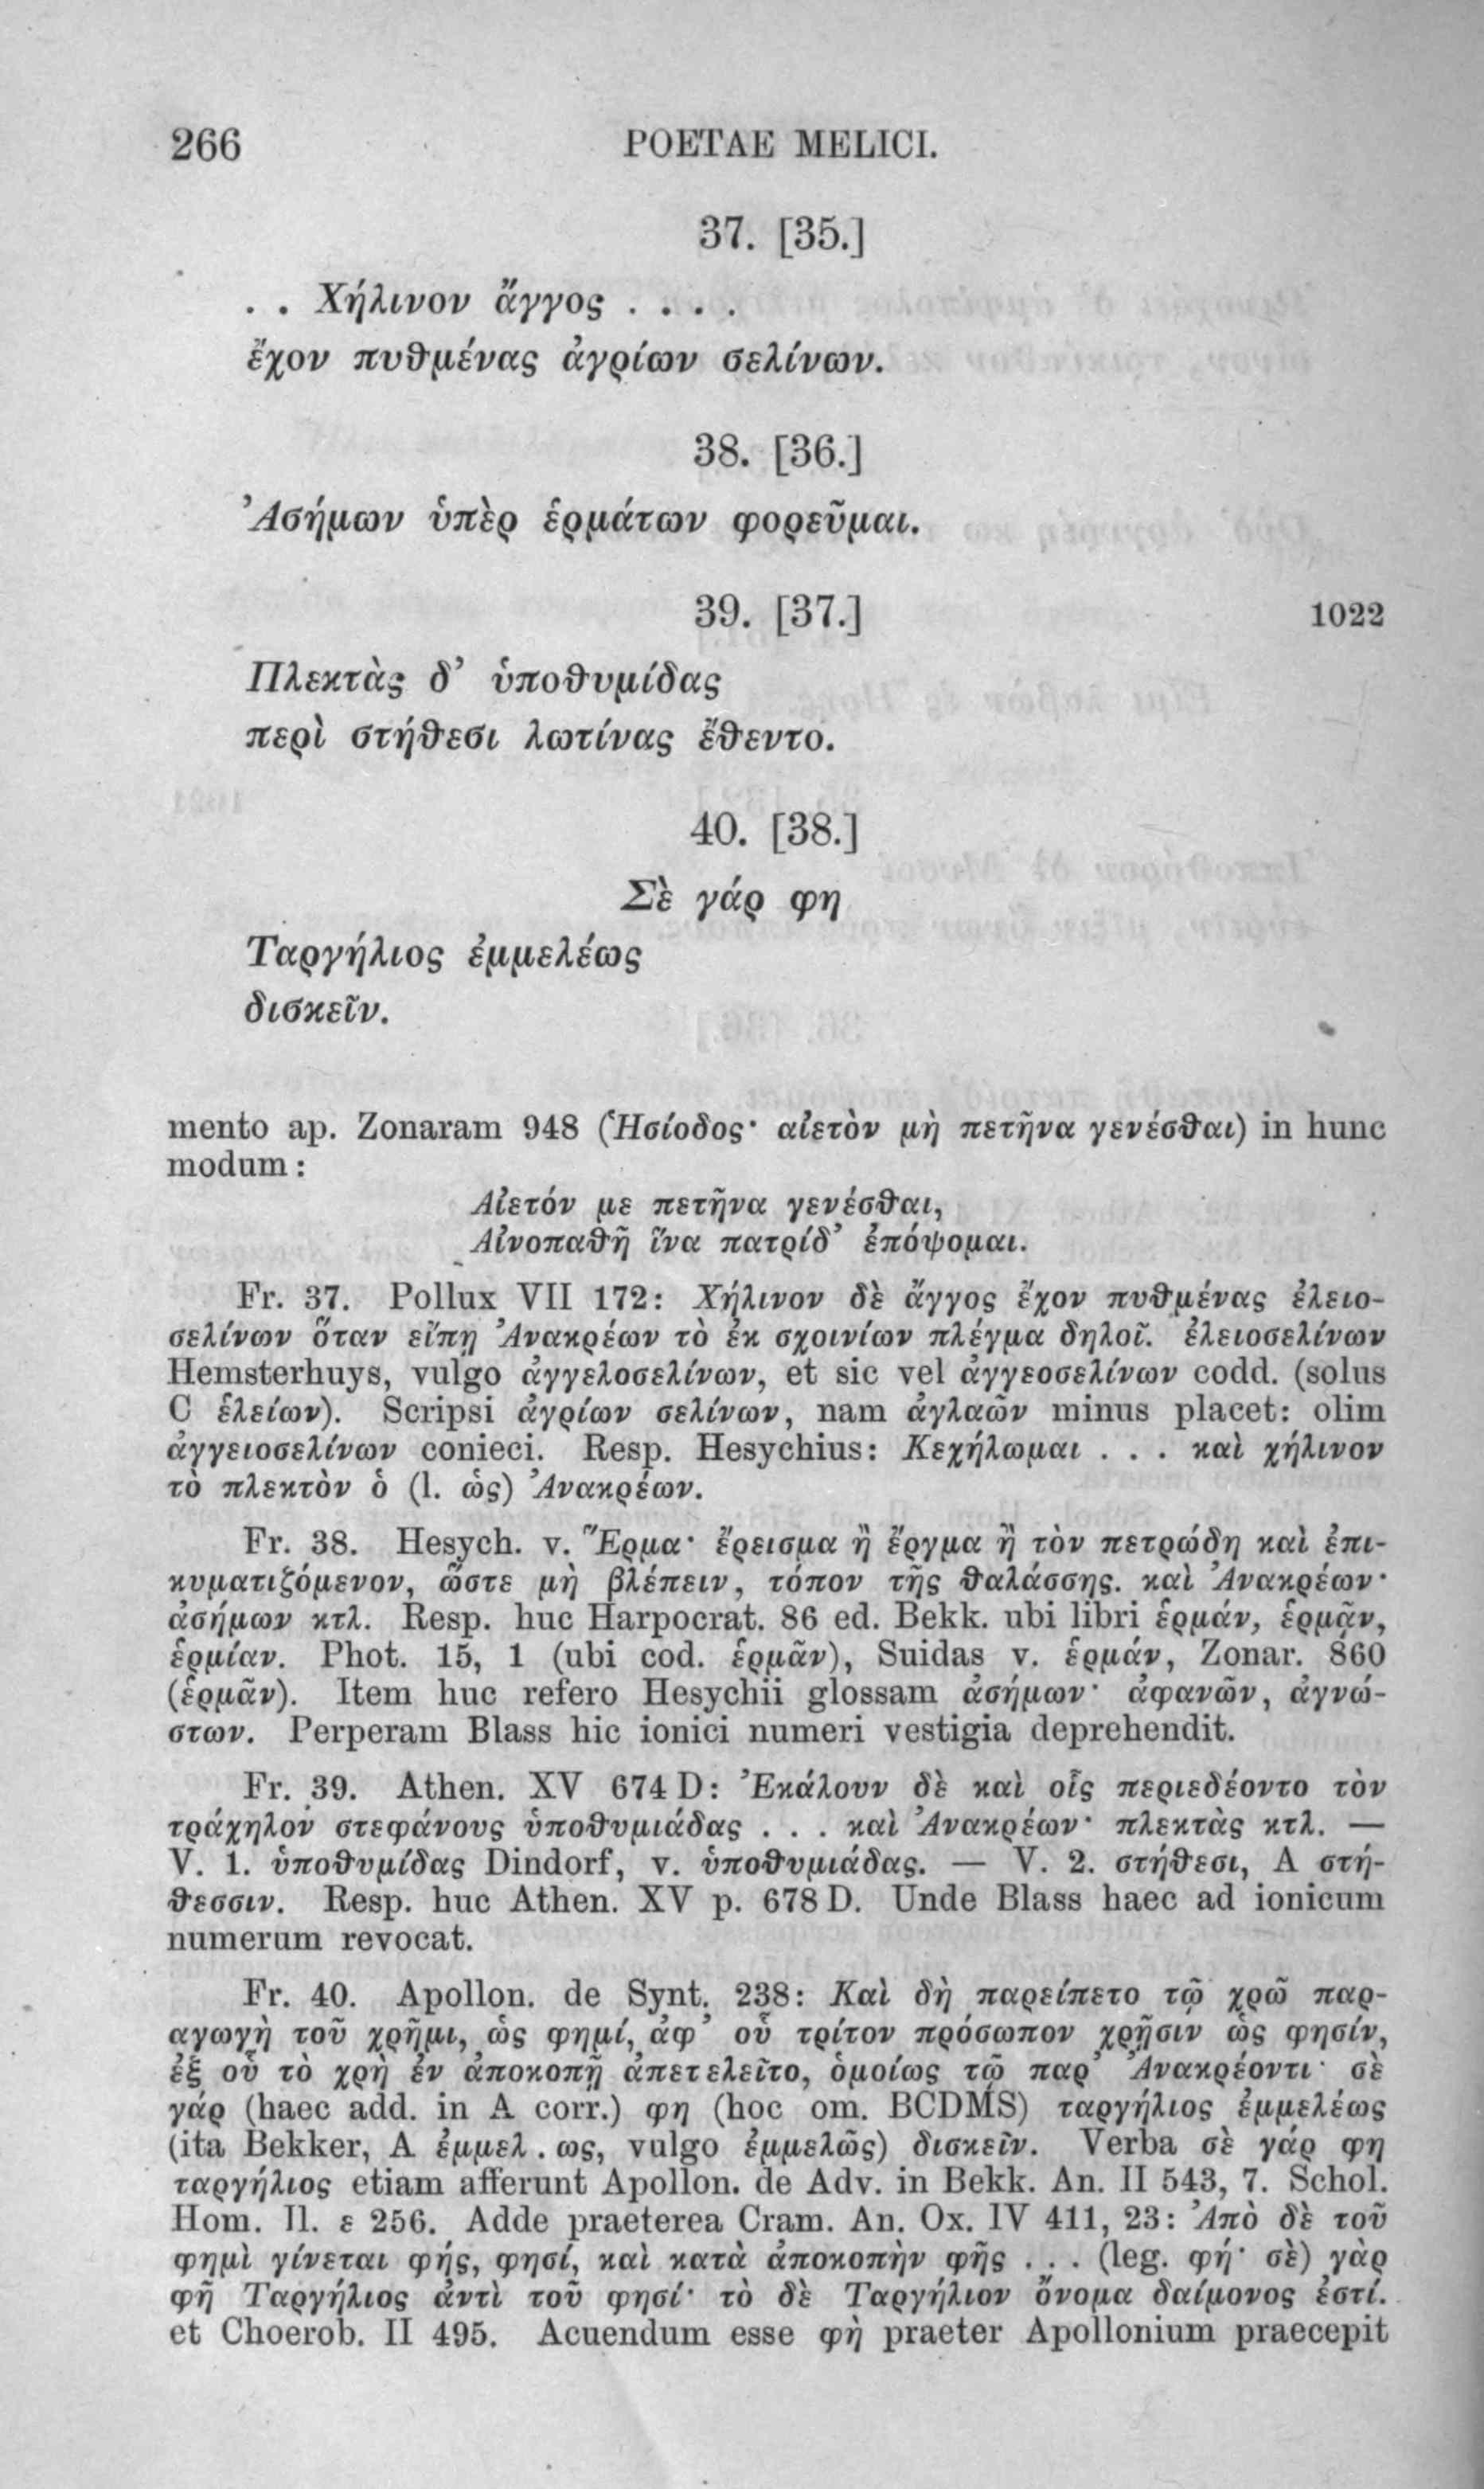 266 POETAE MELICI.
37. [35.]
. . Χήλινον ἄγγος . . . .
ἔχον πυθμένας ἀγρίων σελίνων.
38. [36.]
Ἀσήμων ὑπὲρ ἑρμάτων φορεῦμαι.
39. [37.] 1022
Πλεκτὰς δ’ ὑποθυμίδας
περὶ στήθεσι λωτίνας ἔθεντο.
40. [38.]
Σὲ γάρ φη
Ταργήλιος ἐμμελέως
δισκεῖν.
mento ap. Zonaram 948 (Ἡσίοδος· αἰετὸν μὴ πετῆνα γενέσθαι) in hunc
modum:
Αἰετόν με πετῆνα γενέσθαι,
Αἰνοπαθῆ ἵνα πατρίδ’ ἐπόψομαι.
Fr. 37. Pollux VII 172: Χήλινον δὲ ἄγγος ἔχον πυθμένας ἐλειο-
σελίνων ὅταν εἴπῃ Ἀνακρέων τὸ ἐκ σχοινίων πλέγμα δηλοῖ. ἐλειοσελίνων
Hemsterhuys, vulgo ἀγγελοσελίνων, et sic vel ἀγγεοσελίνων codd. (solus
C ἑλείων). Scripsi ἀγρίων σελίνων, nam ἀγλαῶν minus placet: olim
ἀγγειοσελίνων conieci. Resp. Hesychius: Κεχήλωμαι . . . καὶ χήλινον
τὸ πλεκτὸν ὁ (l. ὡς) Ἀνακρέων.
Fr. 38. Hesych. v. Ἕρμα· ἔρεισμα ἢ ἔργμα ἢ τὸν πετρώδη καὶ ἐπι-
κυματιζόμενον, ὥστε μὴ βλέπειν, τόπον τῆς θαλάσσης. καὶ Ἀνακρέων·
ἀσήμων κτλ. Resp. huc Harpocrat. 86 ed. Bekk. ubi libri ἑρμάν, ἑρμᾶν,
ἑρμίαν. Phot. 15, 1 (ubi cod. ἑρμᾶν), Suidas v. ἑρμάν, Zonar. 860
(ἑρμᾶν). Item huc refero Hesychii glossam ἀσήμων· ἀφανῶν, ἀγνώ-
στων. Perperam Blass hic ionici numeri vestigia deprehendit.
Fr. 39. Athen. XV 674 D: Ἐκάλουν δὲ καὶ οἷς περιεδέοντο τὸν
τράχηλον στεφάνους ὑποθυμιάδας . . . καὶ Ἀνακρέων· πλεκτὰς κτλ. —
V. 1. ὑποθυμίδας Dindorf, v. ὑποθυμιάδας. — V. 2. στήθεσι, A στή-
θεσσιν. Resp. huc Athen. XV p. 678 D. Unde Blass haec ad ionicum
numerum revocat.
Fr. 40. Apollon. de Synt. 238: Καὶ δὴ παρείπετο τῷ χρῶ παρ-
αγωγὴ τοῦ χρῆμι, ὡς φημί, ἀφ’ οὗ τρίτον πρόσωπον χρῆσιν ὡς φησίν,
ἐξ οὗ τὸ χρὴ ἐν ἀποκοπῇ ἀπετελεῖτο, ὁμοίως τῷ παρ’ Ἀνακρέοντι· σὲ
γάρ (haec add. in A corr.) φη (hoc om. BCDMS) ταργήλιος ἐμμελέως
(ita Bekker, A ἐμμελ . ως, vulgo ἐμμελῶς) δισκεῖν. Verba σὲ γάρ φη
ταργήλιος etiam afferunt Apollon. de Adv. in Bekk. An. II 543, 7. Schol.
Hom. Il. ε 256. Adde praeterea Cram. An. Ox. IV 411, 23: Ἀπὸ δὲ τοῦ
φημὶ γίνεται φής, φησί, καὶ κατὰ ἀποκοπὴν φῆς . . . (leg. φή· σὲ) γὰρ
φῆ Ταργήλιος ἀντὶ τοῦ φησί· τὸ δὲ Ταργήλιον ὄνομα δαίμονος ἐστί.
et Choerob. II 495. Acuendum esse φὴ praeter Apollonium praecepit